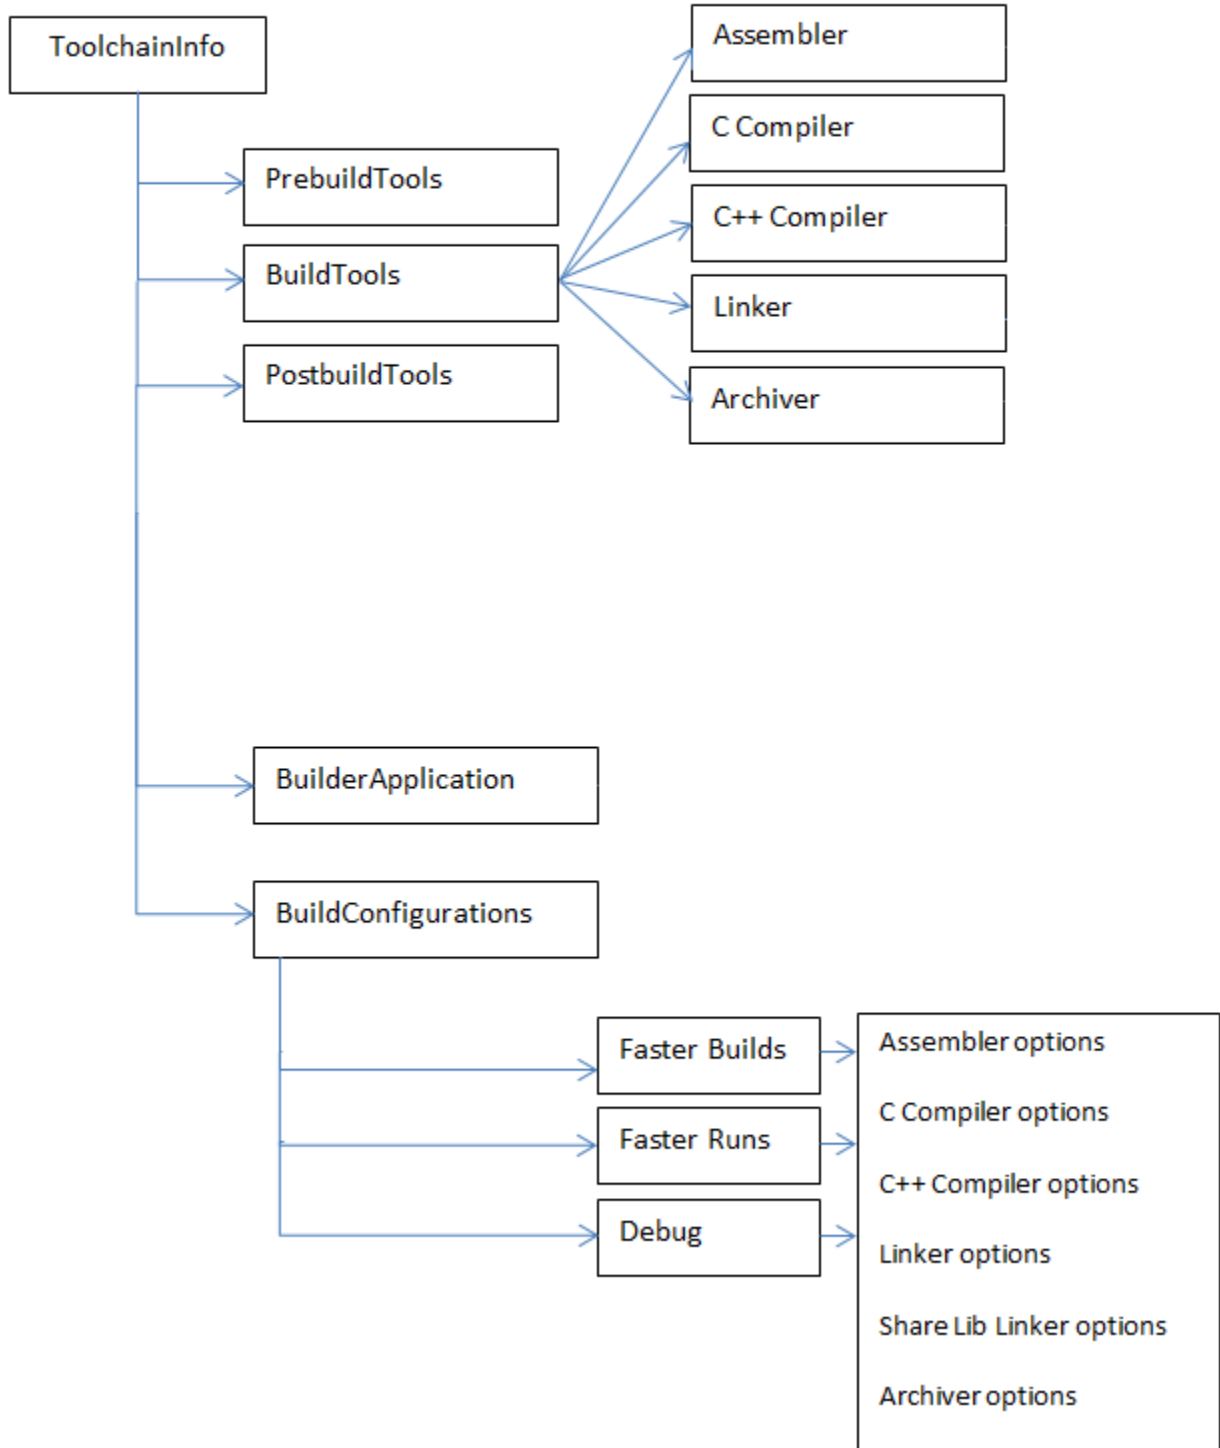 ToolchainInfo
PrebuildTools
BuildTools
PostbuildTools
Assembler
C Compiler
C++ Compiler
Linker
Archiver
BuilderApplication
BuildConfigurations
Faster Builds
Faster Runs
Debug
Assembler options
C Compiler options
C++ Compiler options
Linker options
Share Lib Linker options
Archiver options